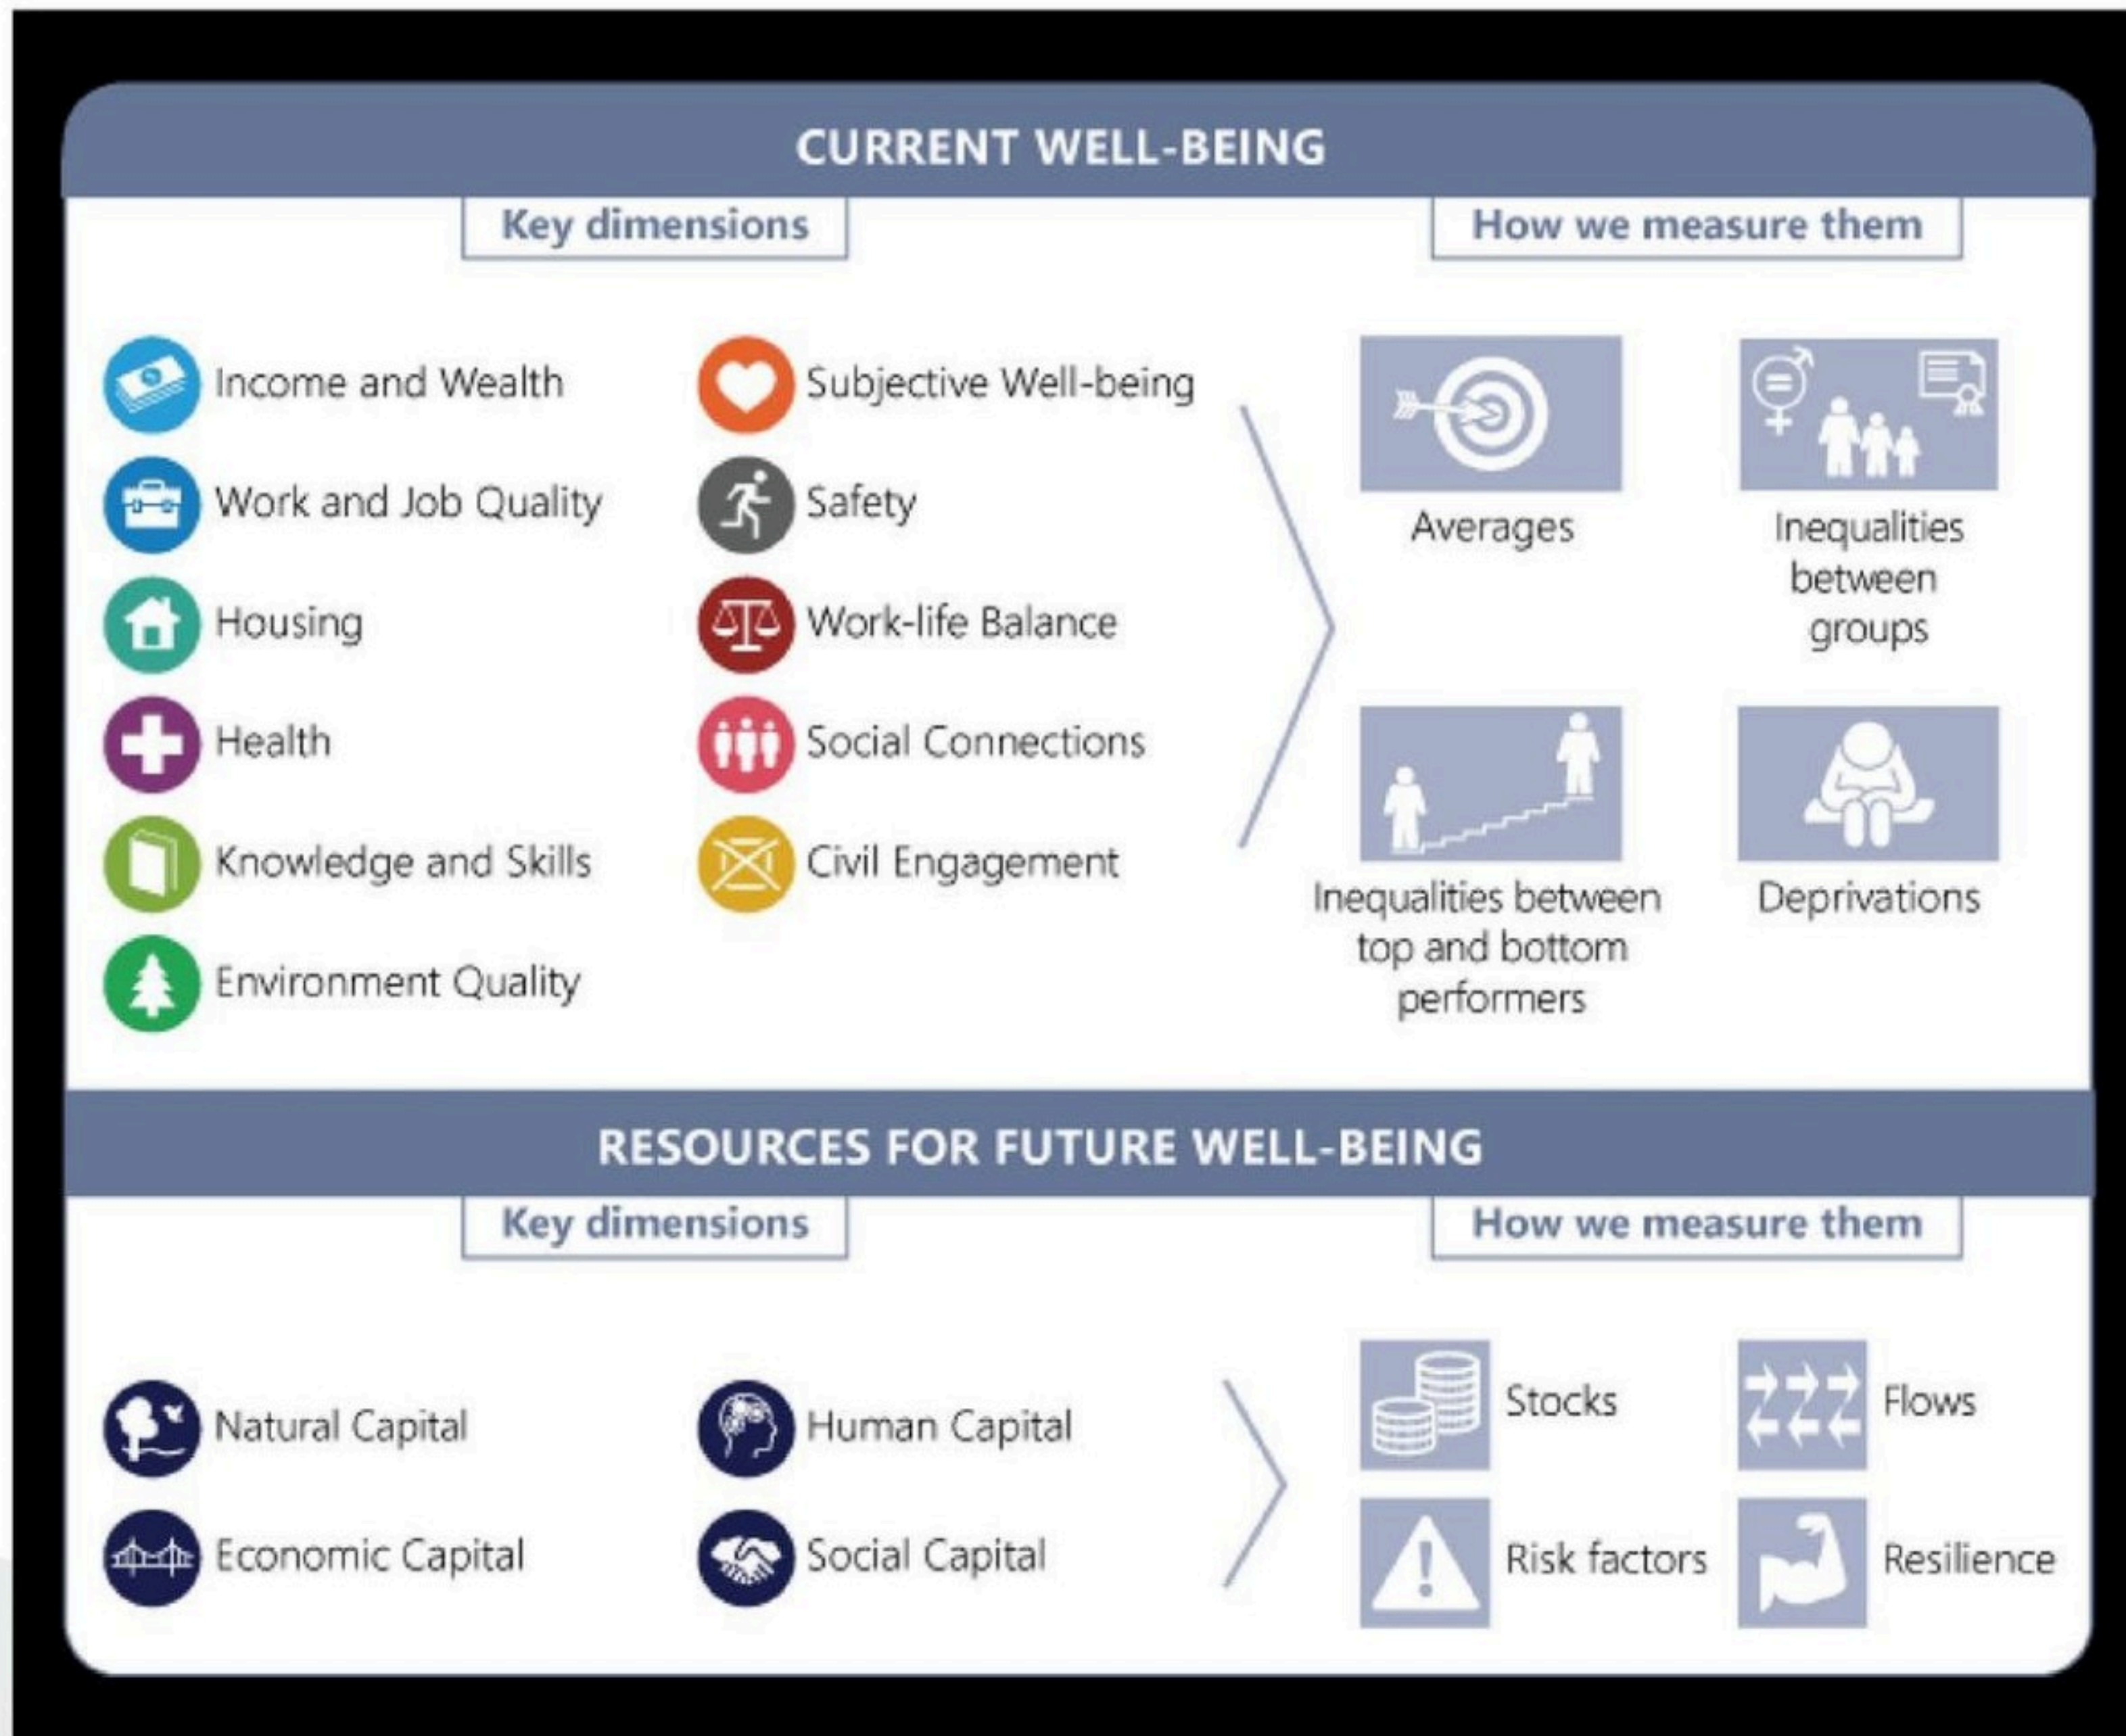 CURRENT WELL-BEING
Key dimensions
How we measure them
Income and Wealth
Work and Job Quality
Housing
Health
Knowledge and Skills
Environment Quality
Subjective Well-being
Safety
Work-life Balance
Social Connections
Civil Engagement
Averages
Inequalities
between
groups
Inequalities between
top and bottom
performers
Deprivations
RESOURCES FOR FUTURE WELL-BEING
Key dimensions
How we measure them
Natural Capital
Economic Capital
Human Capital
Social Capital
Stocks
Flows
Risk factors
Resilience